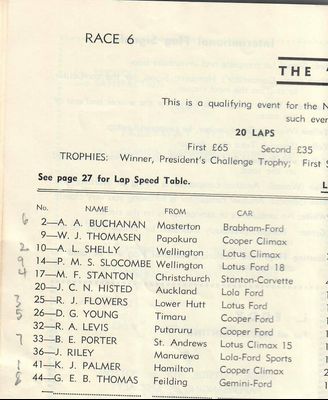 RACE 6
THE
This is a qualifying event for the N
such ever
20 LAPS
First £65 Second £35
TROPHIES: Winner, President's Challenge Trophy; First S
See page 27 for Lap Speed Table.
No. NAME FROM CAR
6 2—A. A. BUCHANAN Masterton Brabham-Ford
9—W. J. THOMASEN Papakura Cooper Climax
2 10—A. L. SHELLY Wellington Lotus Climax
9 14—P. M. S. SLOCOMBE Wellington Lotus Ford 18
4 17—M. F. STANTON Christchurch Stanton-Corvette
20—J. C. N. HISTED Auckland Lola Ford
3 25—R. J. FLOWERS Lower Hutt Lotus Ford
5 26—D. G. YOUNG Timaru Cooper Ford
32—R. A. LEVIS Putaruru Cooper Ford
7 33—B. E. PORTER St. Andrews Lotus Climax 15
36—J. RILEY Manurewa Lola-Ford Sports
1 41—K. J. PALMER Hamilton Cooper Climax
8 44—G. E. B. THOMAS Feilding Gemini-Ford